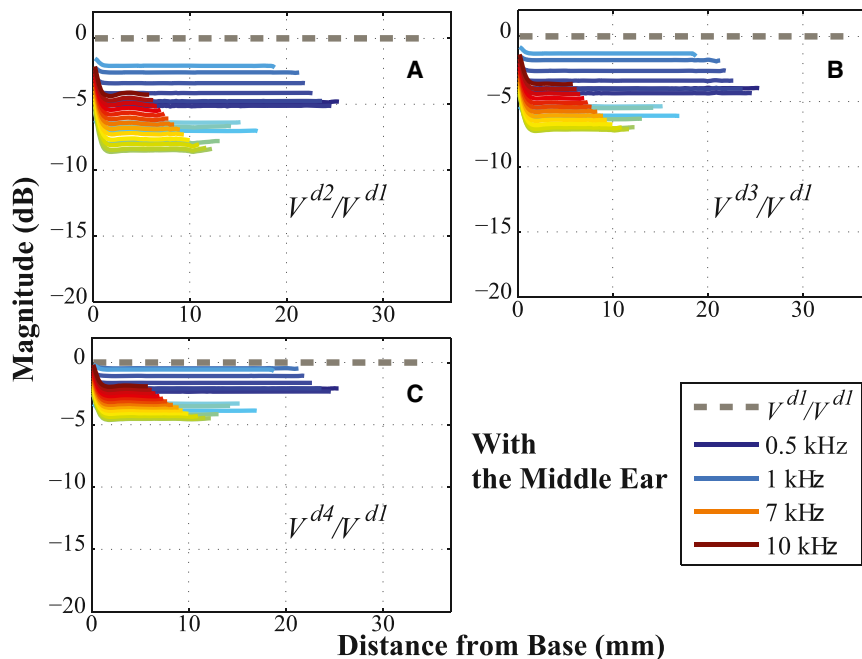 0
−5
−10
−15
−20
A
V^{d2}/V^{d1}
0 10 20 30
0
−5
−10
−15
−20
B
V^{d3}/V^{d1}
0 10 20 30
0
−5
−10
−15
−20
C
V^{d4}/V^{d1}
0 10 20 30
Magnitude (dB)
Distance from Base (mm)
With
the Middle Ear
V^{d1}/V^{d1}
0.5 kHz
1 kHz
7 kHz
10 kHz